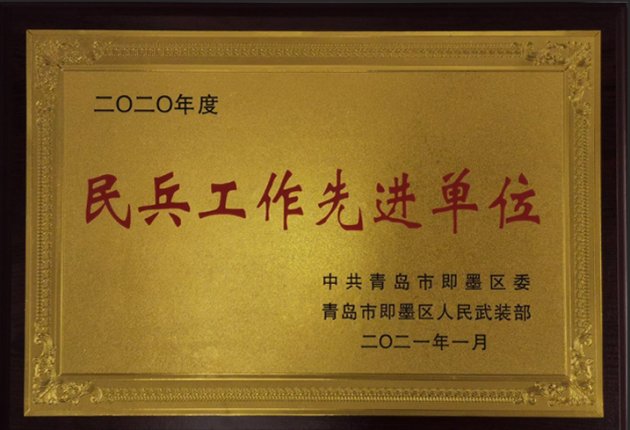 二〇二〇年度
民兵工作先进单位
中共青岛市即墨区委
青岛市即墨区人民武装部
二〇二一年一月